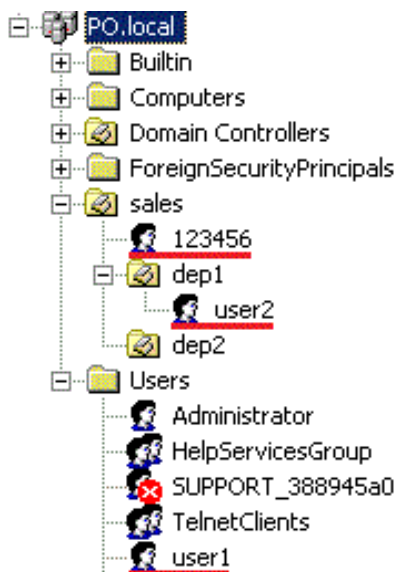 PO.local
Builtin
Computers
Domain Controllers
ForeignSecurityPrincipals
sales
123456
dep1
user2
dep2
Users
Administrator
HelpServicesGroup
SUPPORT_388945a0
TelnetClients
user1